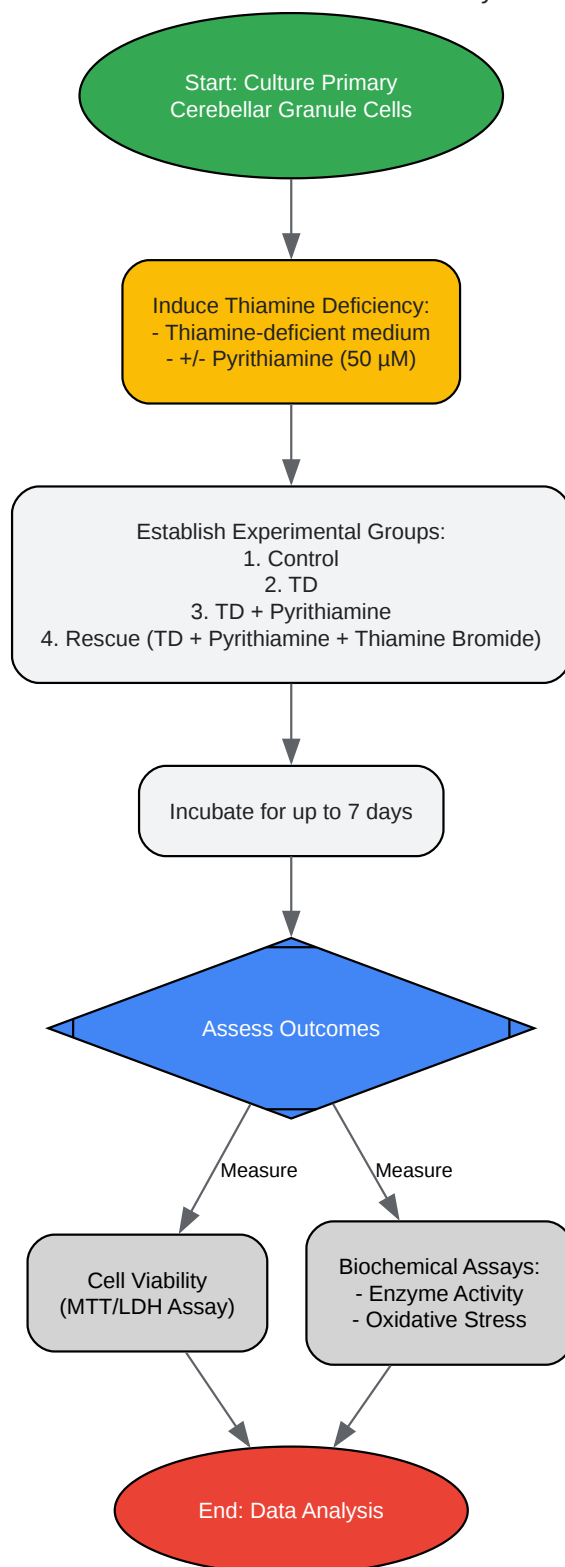 Start: Culture Primary
Cerebellar Granule Cells
Induce Thiamine Deficiency:
- Thiamine-deficient medium
- +/- Pyrithiamine (50 µM)
Establish Experimental Groups:
1. Control
2. TD
3. TD + Pyrithiamine
4. Rescue (TD + Pyrithiamine + Thiamine Bromide)
Incubate for up to 7 days
Assess Outcomes
Measure
Measure
Cell Viability
(MTT/LDH Assay)
Biochemical Assays:
- Enzyme Activity
- Oxidative Stress
End: Data Analysis